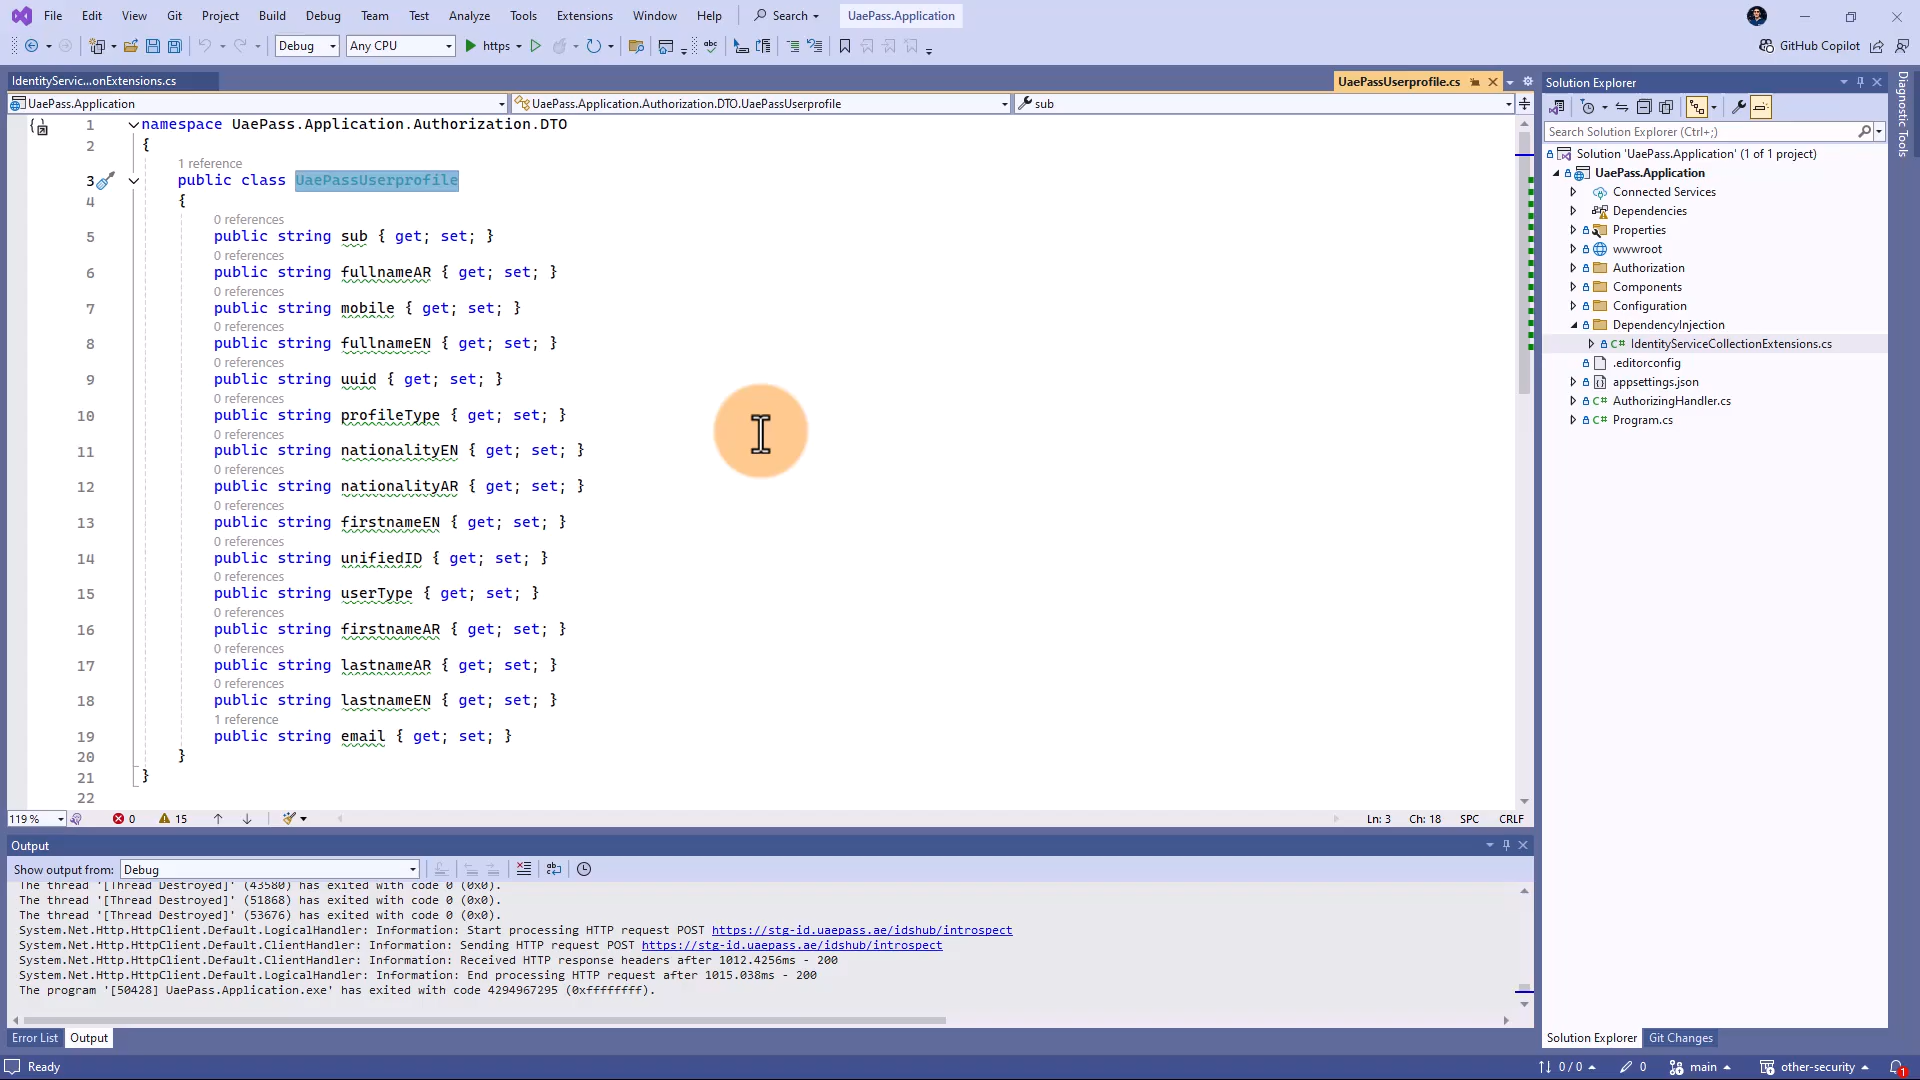 File Edit View Git Project Build Debug Team Test Analyze Tools Extensions Window Help Search UaePass.Application
Debug Any CPU https GitHub Copilot
IdentityServic...onExtensions.cs UaePassUserprofile.cs
UaePass.Application UaePass.Application.Authorization.DTO.UaePassUserprofile sub
1 namespace UaePass.Application.Authorization.DTO
2 {
1 reference
3 public class UaePassUserprofile
4 {
0 references
5 public string sub { get; set; }
0 references
6 public string fullnameAR { get; set; }
0 references
7 public string mobile { get; set; }
0 references
8 public string fullnameEN { get; set; }
0 references
9 public string uuid { get; set; }
0 references
10 public string profileType { get; set; }
0 references
11 public string nationalityEN { get; set; }
0 references
12 public string nationalityAR { get; set; }
0 references
13 public string firstnameEN { get; set; }
0 references
14 public string unifiedID { get; set; }
0 references
15 public string userType { get; set; }
0 references
16 public string firstnameAR { get; set; }
0 references
17 public string lastnameAR { get; set; }
0 references
18 public string lastnameEN { get; set; }
1 reference
19 public string email { get; set; }
20 }
21 }
22
119 % 0 15 Ln: 3 Ch: 18 SPC CRLF
Output
Show output from: Debug
The thread '[Thread Destroyed]' (43580) has exited with code 0 (0x0).
The thread '[Thread Destroyed]' (51868) has exited with code 0 (0x0).
The thread '[Thread Destroyed]' (53676) has exited with code 0 (0x0).
System.Net.Http.HttpClient.Default.LogicalHandler: Information: Start processing HTTP request POST https://stg-id.uaepass.ae/idshub/introspect
System.Net.Http.HttpClient.Default.ClientHandler: Information: Sending HTTP request POST https://stg-id.uaepass.ae/idshub/introspect
System.Net.Http.HttpClient.Default.ClientHandler: Information: Received HTTP response headers after 1012.4256ms - 200
System.Net.Http.HttpClient.Default.LogicalHandler: Information: End processing HTTP request after 1015.038ms - 200
The program '[50428] UaePass.Application.exe' has exited with code 4294967295 (0xffffffff).
Error List Output
Solution Explorer
Search Solution Explorer (Ctrl+;)
Solution 'UaePass.Application' (1 of 1 project)
UaePass.Application
Connected Services
Dependencies
Properties
wwwroot
Authorization
Components
Configuration
DependencyInjection
C# IdentityServiceCollectionExtensions.cs
.editorconfig
appsettings.json
C# AuthorizingHandler.cs
C# Program.cs
Solution Explorer Git Changes
Diagnostic Tools
Ready 0 / 0 0 main other-security 1